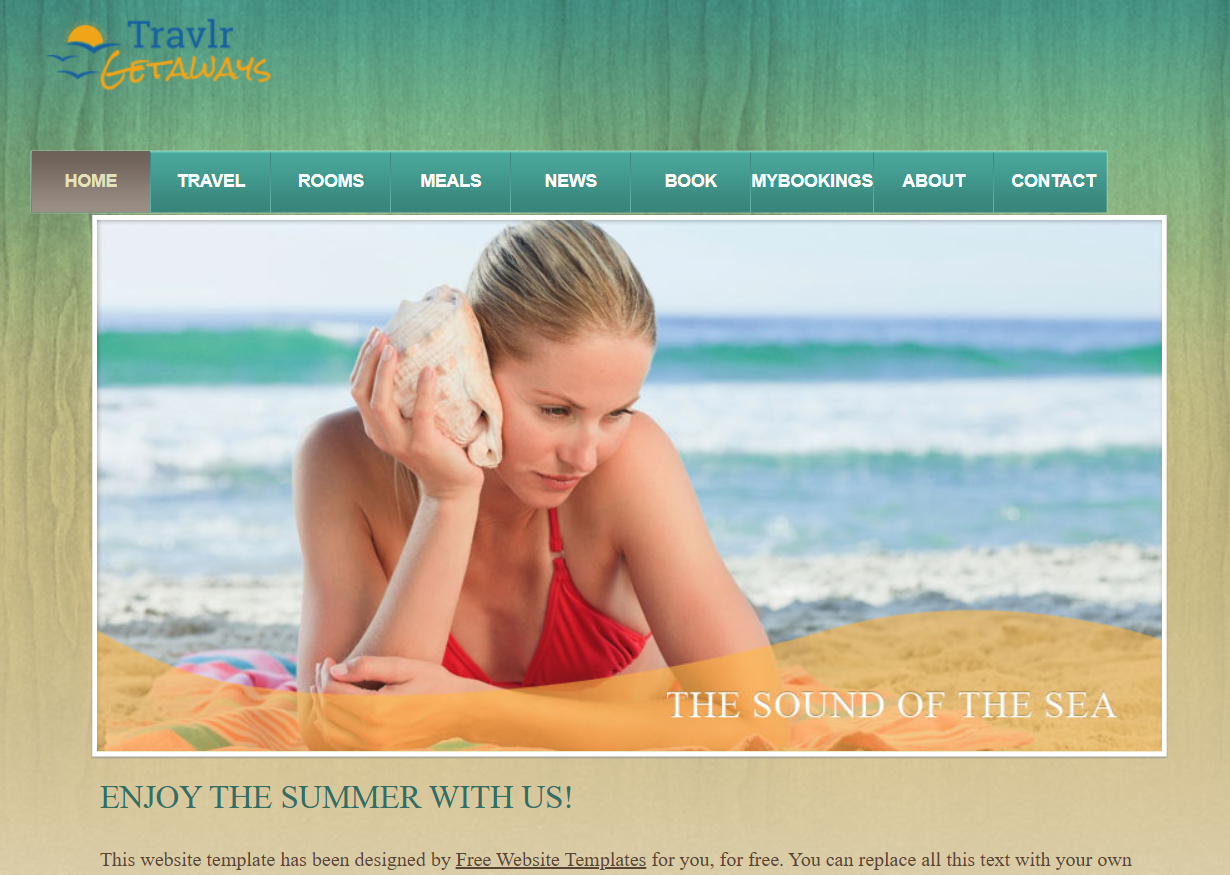 Travlr
GETAWAYS
HOME TRAVEL ROOMS MEALS NEWS BOOK MYBOOKINGS ABOUT CONTACT
THE SOUND OF THE SEA
ENJOY THE SUMMER WITH US!
This website template has been designed by Free Website Templates for you, for free. You can replace all this text with your own